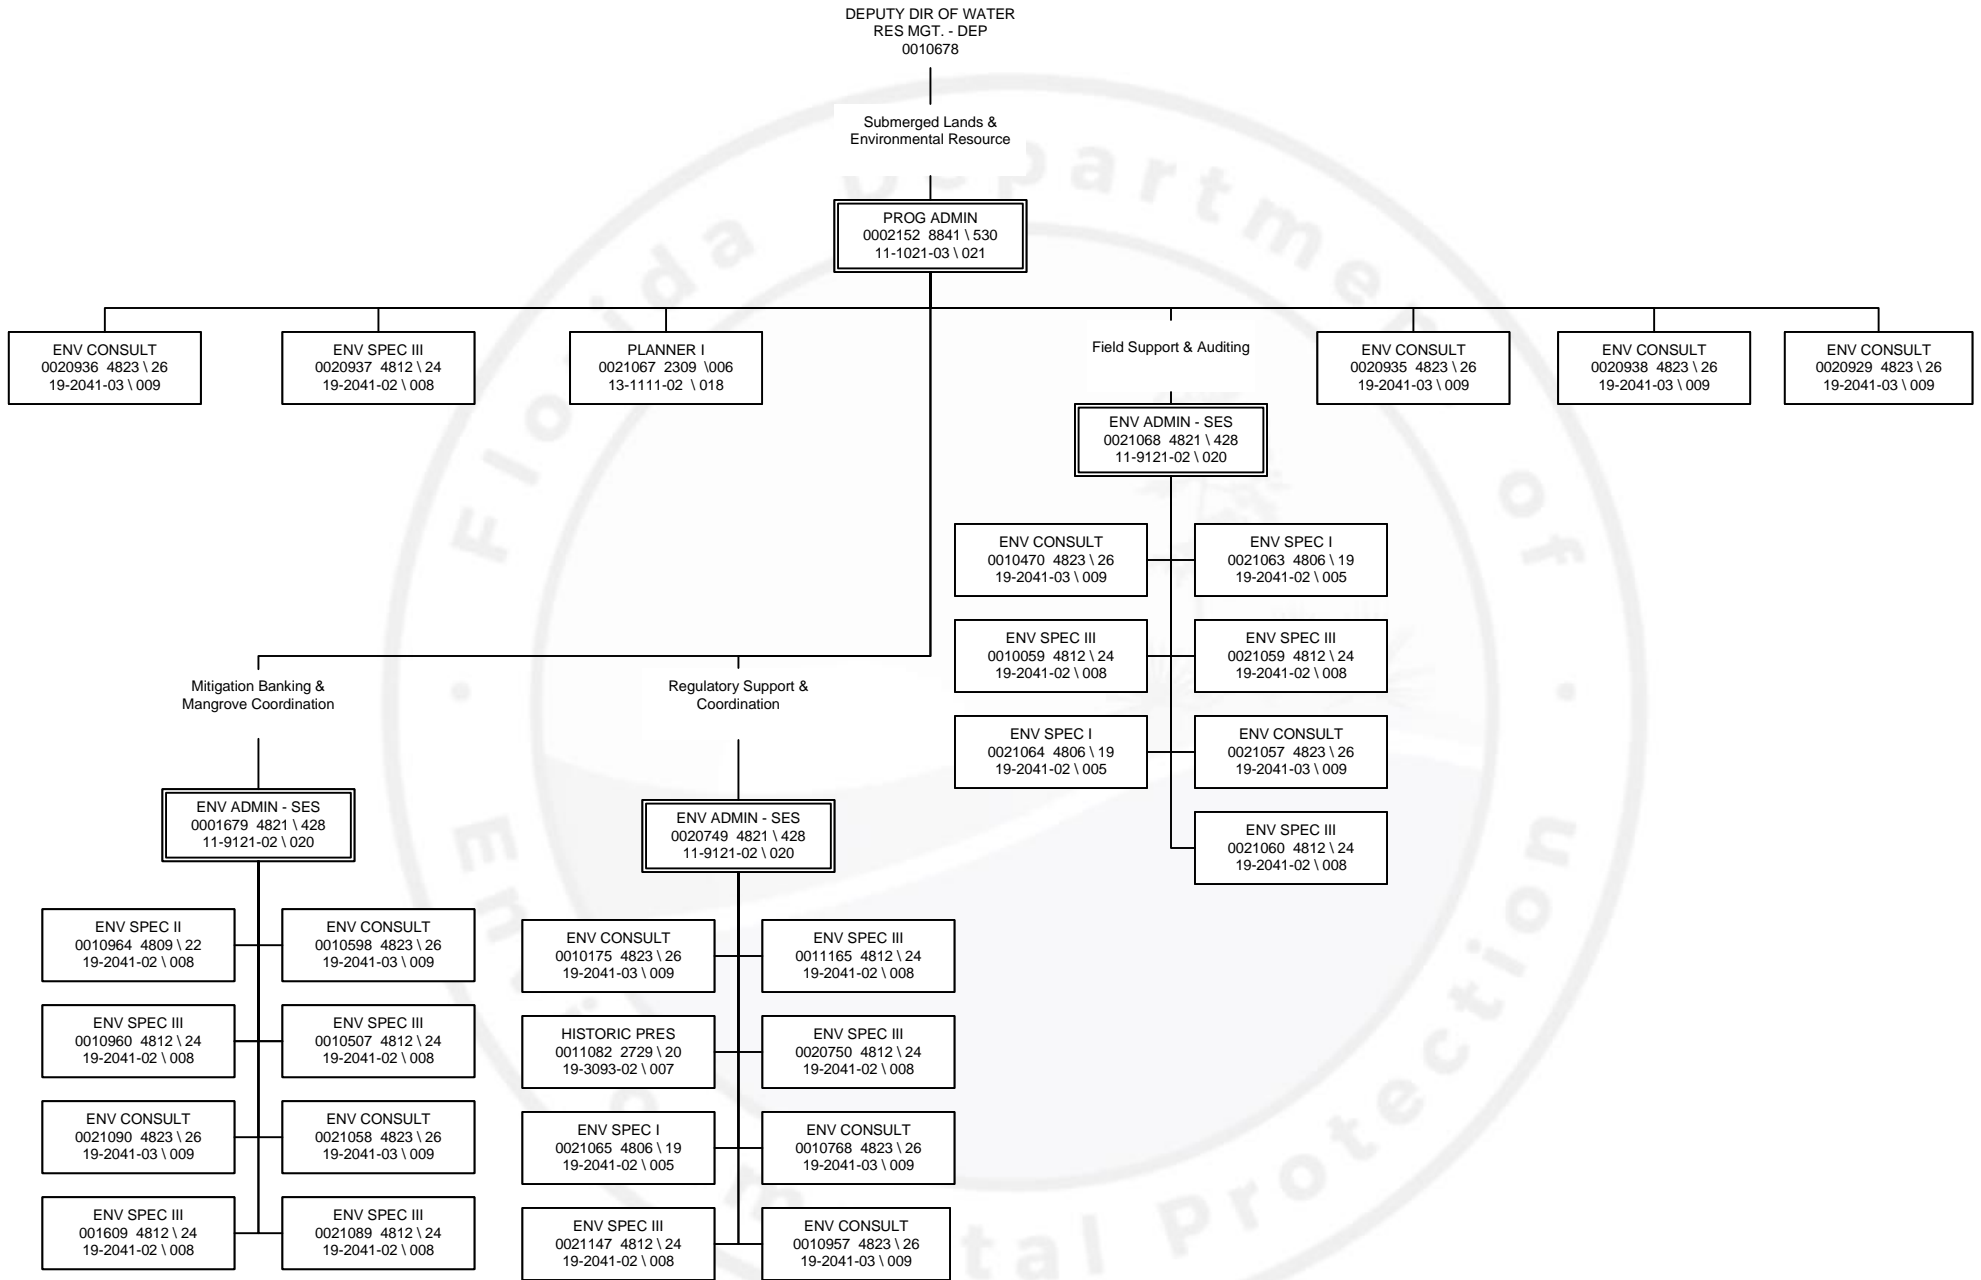 DEPUTY DIR OF WATER
RES MGT. - DEP
0010678
Submerged Lands &
Environmental Resource
PROG ADMIN
0002152 8841 \ 530
11-1021-03 \ 021
ENV CONSULT
0020936 4823 \ 26
19-2041-03 \ 009
ENV SPEC III
0020937 4812 \ 24
19-2041-02 \ 008
PLANNER I
0021067 2309 \006
13-1111-02 \ 018
Field Support & Auditing
ENV CONSULT
0020935 4823 \ 26
19-2041-03 \ 009
ENV CONSULT
0020938 4823 \ 26
19-2041-03 \ 009
ENV CONSULT
0020929 4823 \ 26
19-2041-03 \ 009
ENV ADMIN - SES
0021068 4821 \ 428
11-9121-02 \ 020
ENV CONSULT
0010470 4823 \ 26
19-2041-03 \ 009
ENV SPEC I
0021063 4806 \ 19
19-2041-02 \ 005
ENV SPEC III
0010059 4812 \ 24
19-2041-02 \ 008
ENV SPEC III
0021059 4812 \ 24
19-2041-02 \ 008
ENV SPEC I
0021064 4806 \ 19
19-2041-02 \ 005
ENV CONSULT
0021057 4823 \ 26
19-2041-03 \ 009
ENV SPEC III
0021060 4812 \ 24
19-2041-02 \ 008
Mitigation Banking &
Mangrove Coordination
ENV ADMIN - SES
0001679 4821 \ 428
11-9121-02 \ 020
ENV SPEC II
0010964 4809 \ 22
19-2041-02 \ 008
ENV CONSULT
0010598 4823 \ 26
19-2041-03 \ 009
ENV SPEC III
0010960 4812 \ 24
19-2041-02 \ 008
ENV SPEC III
0010507 4812 \ 24
19-2041-02 \ 008
ENV CONSULT
0021090 4823 \ 26
19-2041-03 \ 009
ENV CONSULT
0021058 4823 \ 26
19-2041-03 \ 009
ENV SPEC III
001609 4812 \ 24
19-2041-02 \ 008
ENV SPEC III
0021089 4812 \ 24
19-2041-02 \ 008
Regulatory Support &
Coordination
ENV ADMIN - SES
0020749 4821 \ 428
11-9121-02 \ 020
ENV CONSULT
0010175 4823 \ 26
19-2041-03 \ 009
ENV SPEC III
0011165 4812 \ 24
19-2041-02 \ 008
HISTORIC PRES
0011082 2729 \ 20
19-3093-02 \ 007
ENV SPEC III
0020750 4812 \ 24
19-2041-02 \ 008
ENV SPEC I
0021065 4806 \ 19
19-2041-02 \ 005
ENV CONSULT
0010768 4823 \ 26
19-2041-03 \ 009
ENV SPEC III
0021147 4812 \ 24
19-2041-02 \ 008
ENV CONSULT
0010957 4823 \ 26
19-2041-03 \ 009
Florida Department of
Environmental Protection